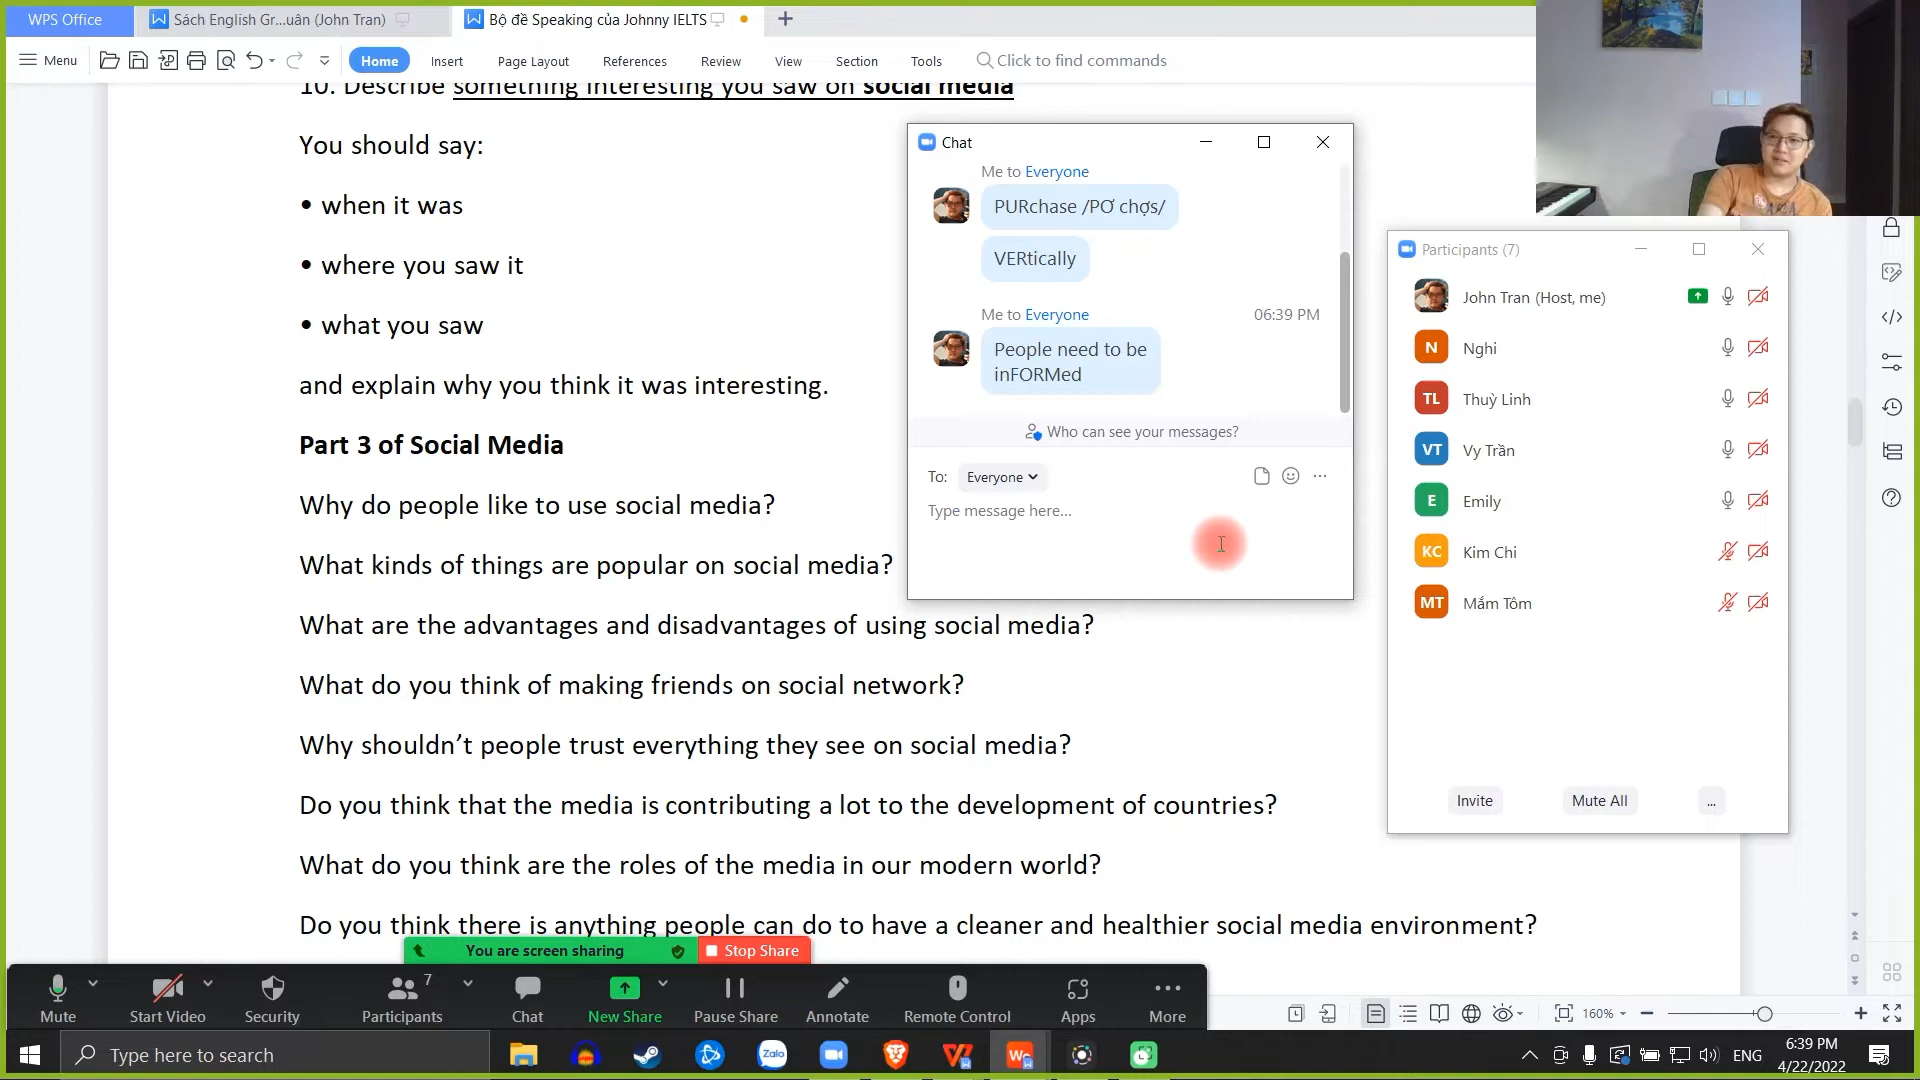 WPS Office
Sách English Gr...uân (John Tran)
Bộ đề Speaking của Johnny IELTS
Menu
Home
Insert
Page Layout
References
Review
View
Section
Tools
Click to find commands
10. Describe something interesting you saw on social media
You should say:
• when it was
• where you saw it
• what you saw
and explain why you think it was interesting.
Part 3 of Social Media
Why do people like to use social media?
What kinds of things are popular on social media?
What are the advantages and disadvantages of using social media?
What do you think of making friends on social network?
Why shouldn’t people trust everything they see on social media?
Do you think that the media is contributing a lot to the development of countries?
What do you think are the roles of the media in our modern world?
Do you think there is anything people can do to have a cleaner and healthier social media environment?
Chat
Me to Everyone
PURchase /PƠ chợs/
VERtically
Me to Everyone
06:39 PM
People need to be
inFORMed
Who can see your messages?
To: Everyone
Type message here...
Participants (7)
John Tran (Host, me)
N Nghi
TL Thuỳ Linh
VT Vy Trần
E Emily
KC Kim Chi
MT Mắm Tôm
Invite
Mute All
...
You are screen sharing
Stop Share
Mute
Start Video
Security
7
Participants
Chat
New Share
Pause Share
Annotate
Remote Control
Apps
More
160%
Type here to search
Zalo
ENG
6:39 PM
4/22/2022